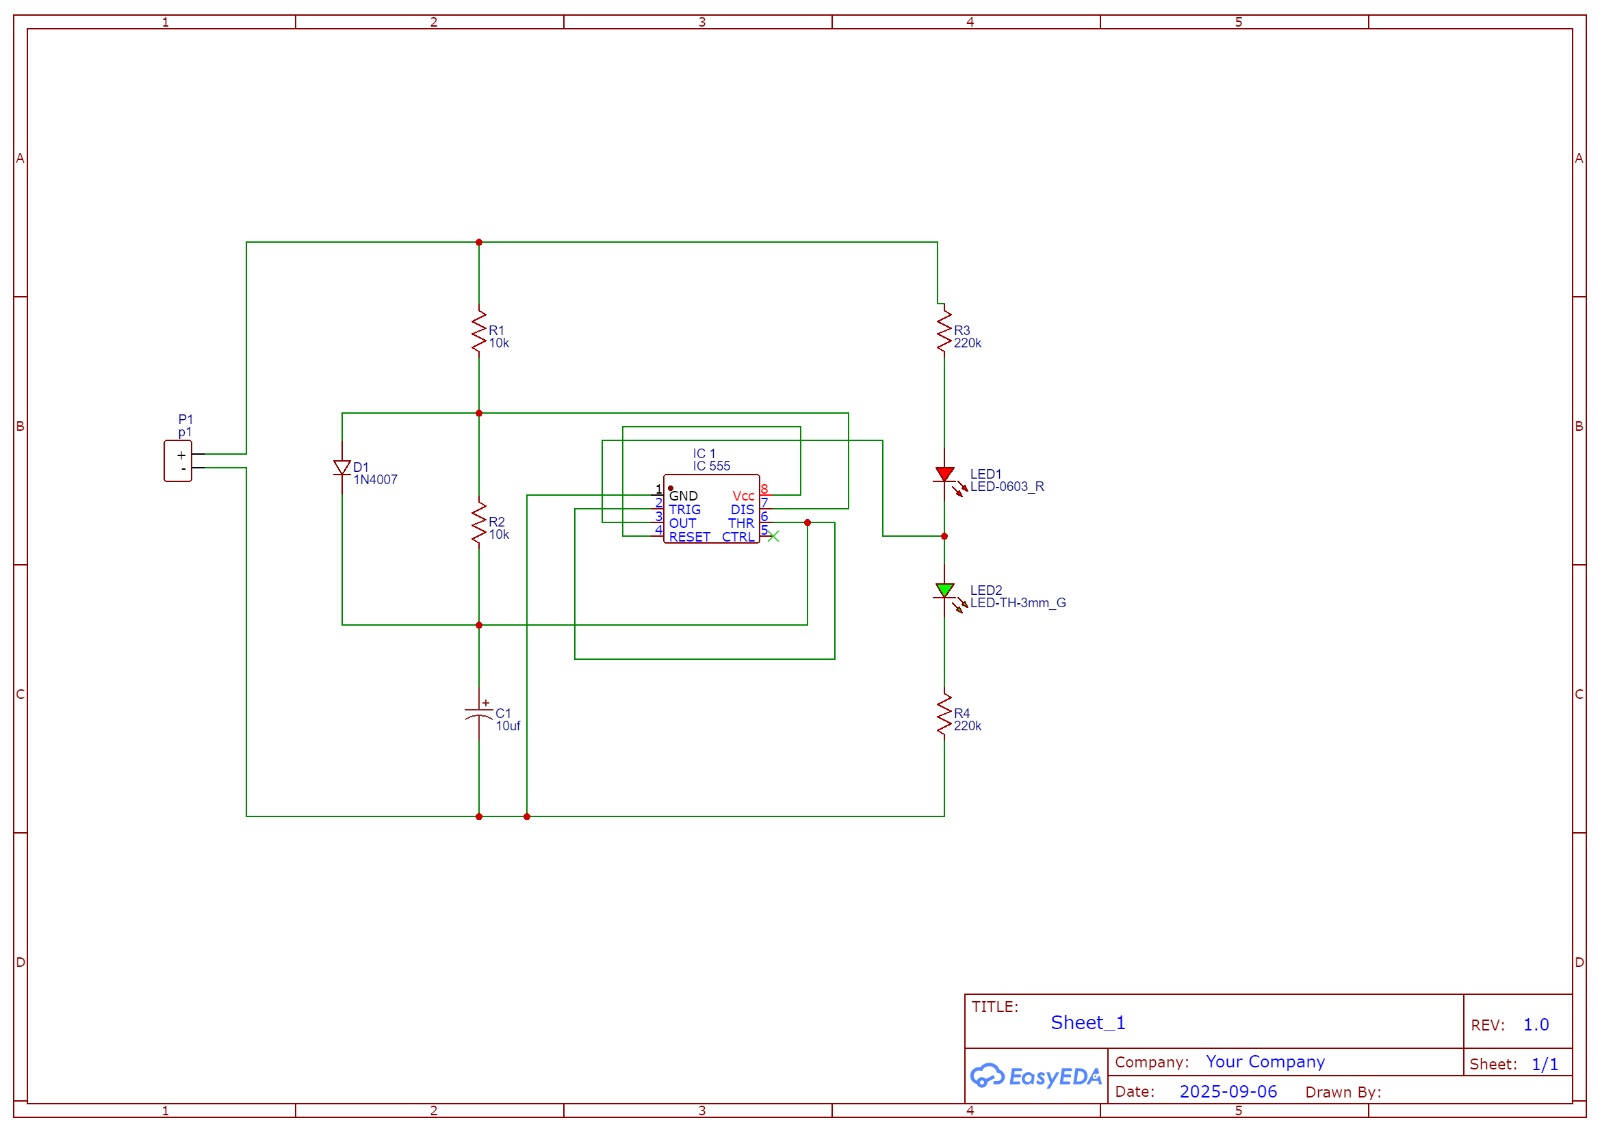 1 2 3 4 5
A A
B B
C C
D D
R1
10k
R3
220k
P1
p1
+
-
D1
1N4007
R2
10k
IC 1
IC 555
1 GND Vcc 8
2 TRIG DIS 7
3 OUT THR 6
4 RESET CTRL 5
LED1
LED-0603_R
LED2
LED-TH-3mm_G
+
C1
10uf
R4
220k
TITLE:
Sheet_1
REV: 1.0
EasyEDA
Company: Your Company
Sheet: 1/1
Date: 2025-09-06 Drawn By:
1 2 3 4 5